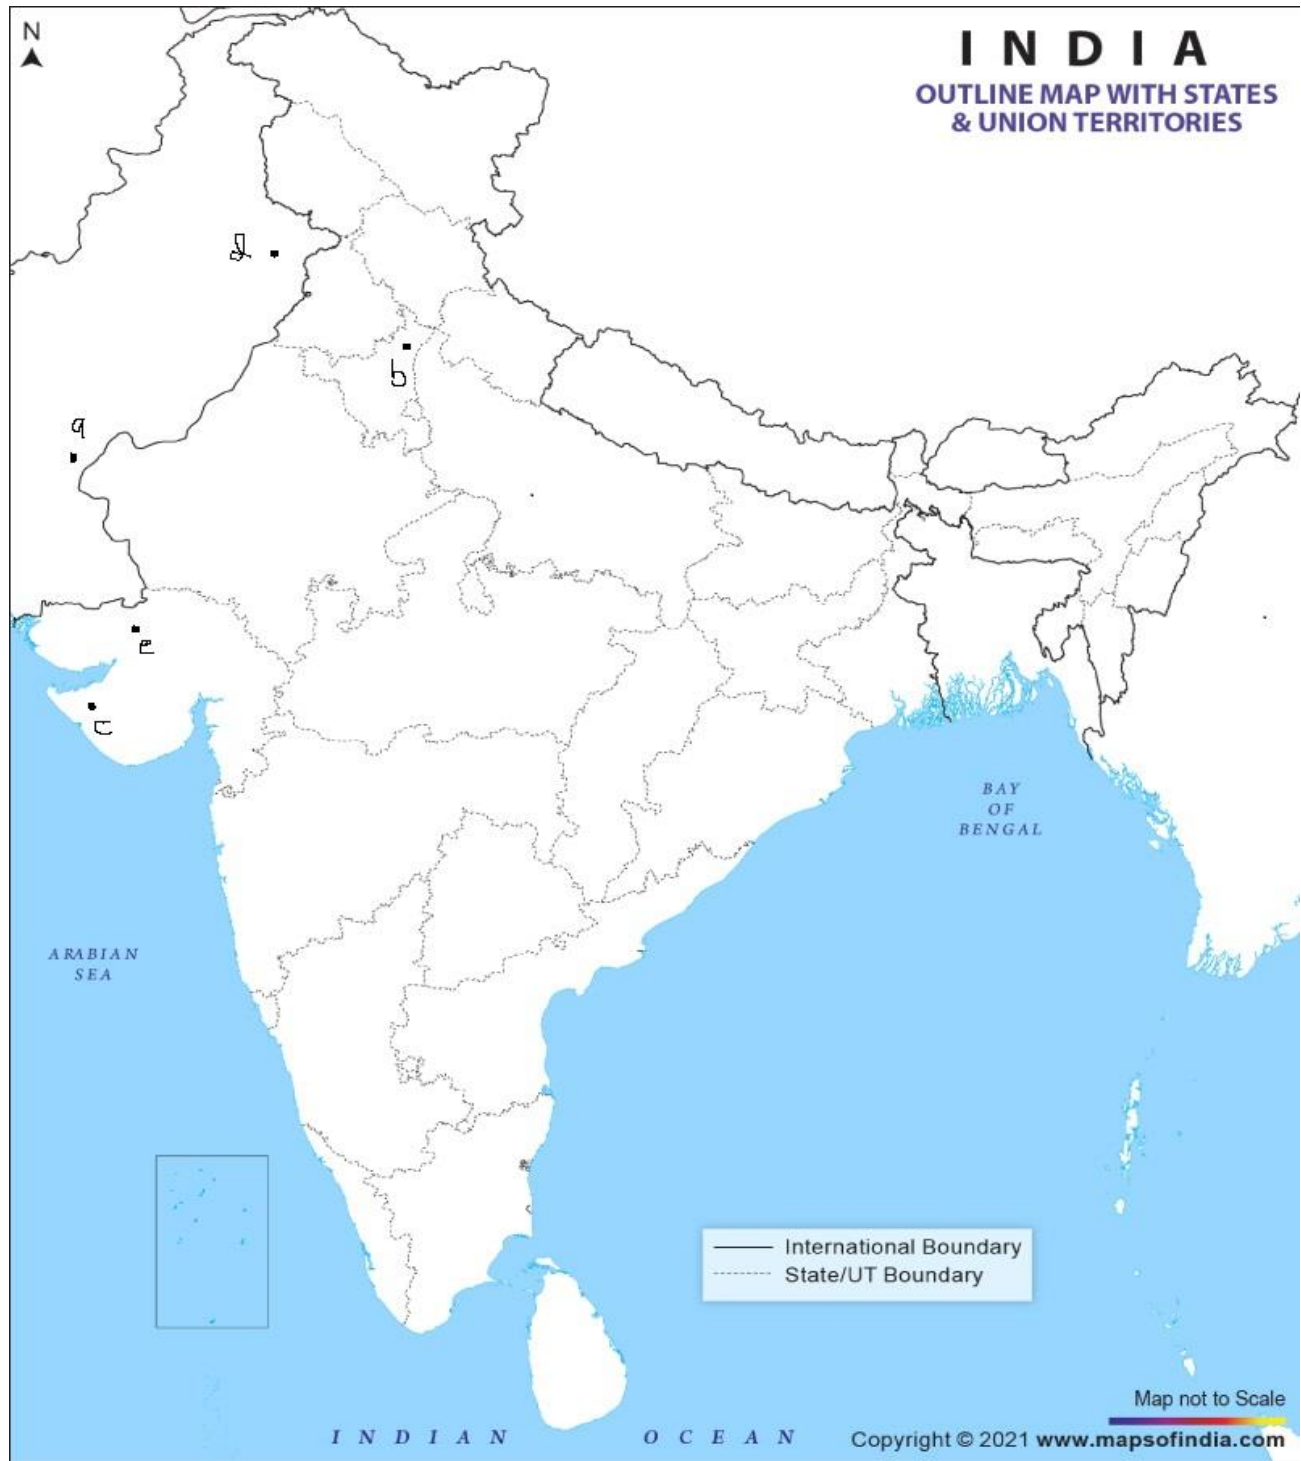 N
INDIA
OUTLINE MAP WITH STATES
& UNION TERRITORIES
d
b
a
e
c
BAY
OF
BENGAL
ARABIAN
SEA
International Boundary
State/UT Boundary
Map not to Scale
INDIAN OCEAN
Copyright © 2021 www.mapsofindia.com